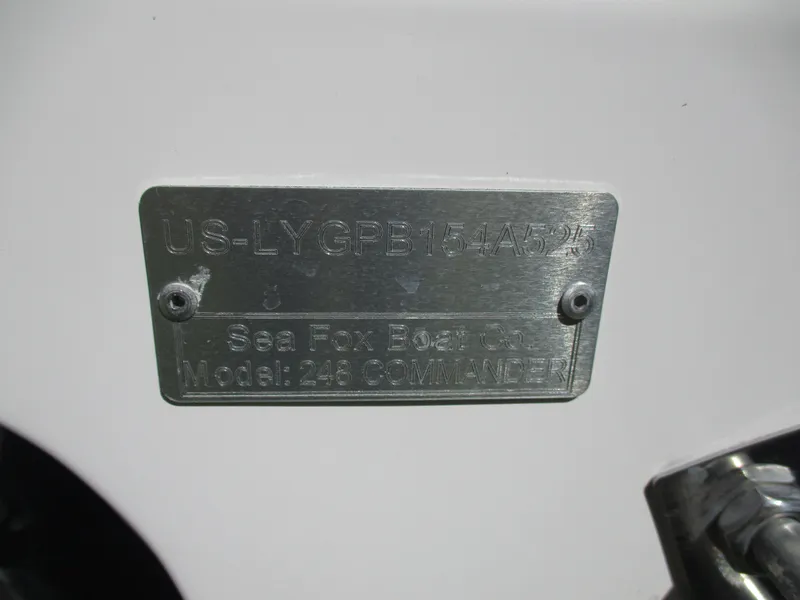 US-LYGPB154A525
Sea Fox Boat Co
Model: 248 COMMANDER